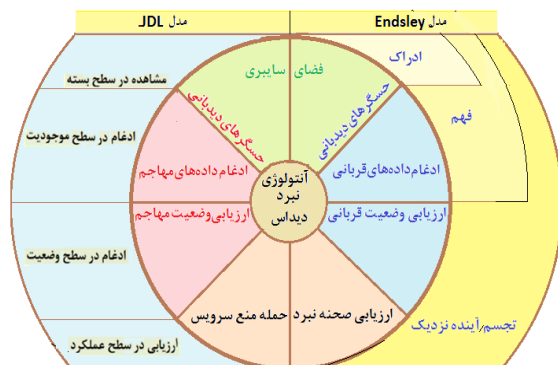 مدل Endsley
مدل JDL
ادراک
فهم
تجسم/آینده نزدیک
فضای سایبری
حسگرهای دیدبانی
حسگرهای دیدبانی
ادغام داده‌های قربانی
ادغام داده‌های مهاجم
آنتولوژی
نبرد
دیداس
ارزیابی وضعیت قربانی
ارزیابی وضعیت مهاجم
ارزیابی صحنه نبرد
حمله منع سرویس
مشاهده در سطح بسته
ادغام در سطح موجودیت
ادغام در سطح وضعیت
ارزیابی در سطح عملکرد